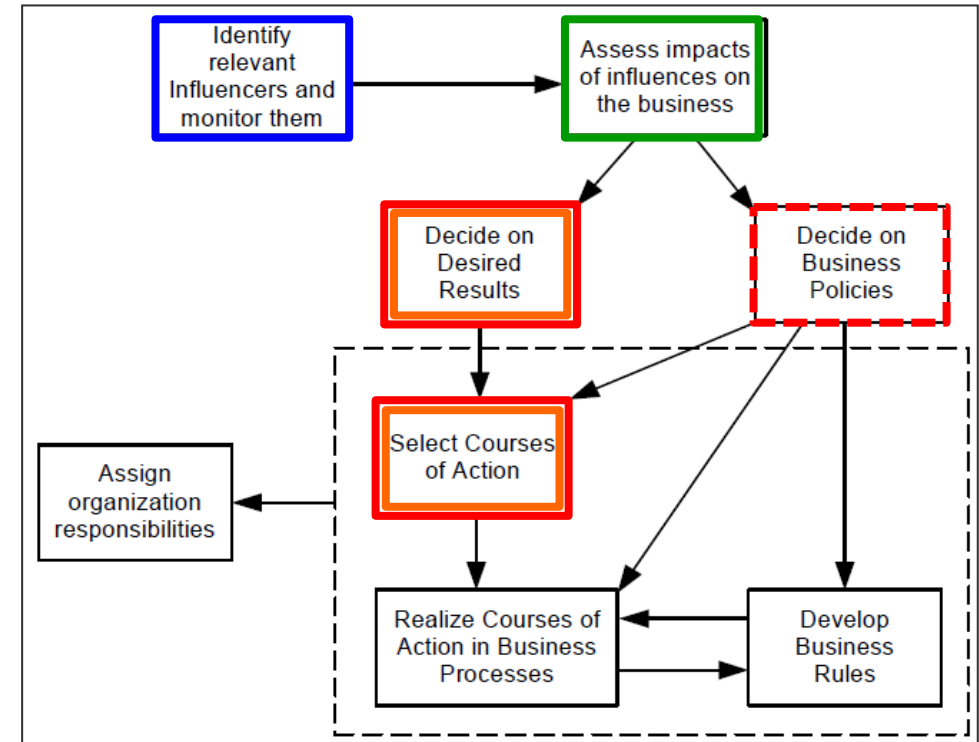 Identify
relevant
Influencers and
monitor them
Assess impacts
of influences on
the business
Decide on
Desired
Results
Decide on
Business
Policies
Select Courses
of Action
Assign
organization
responsibilities
Realize Courses of
Action in Business
Processes
Develop
Business
Rules